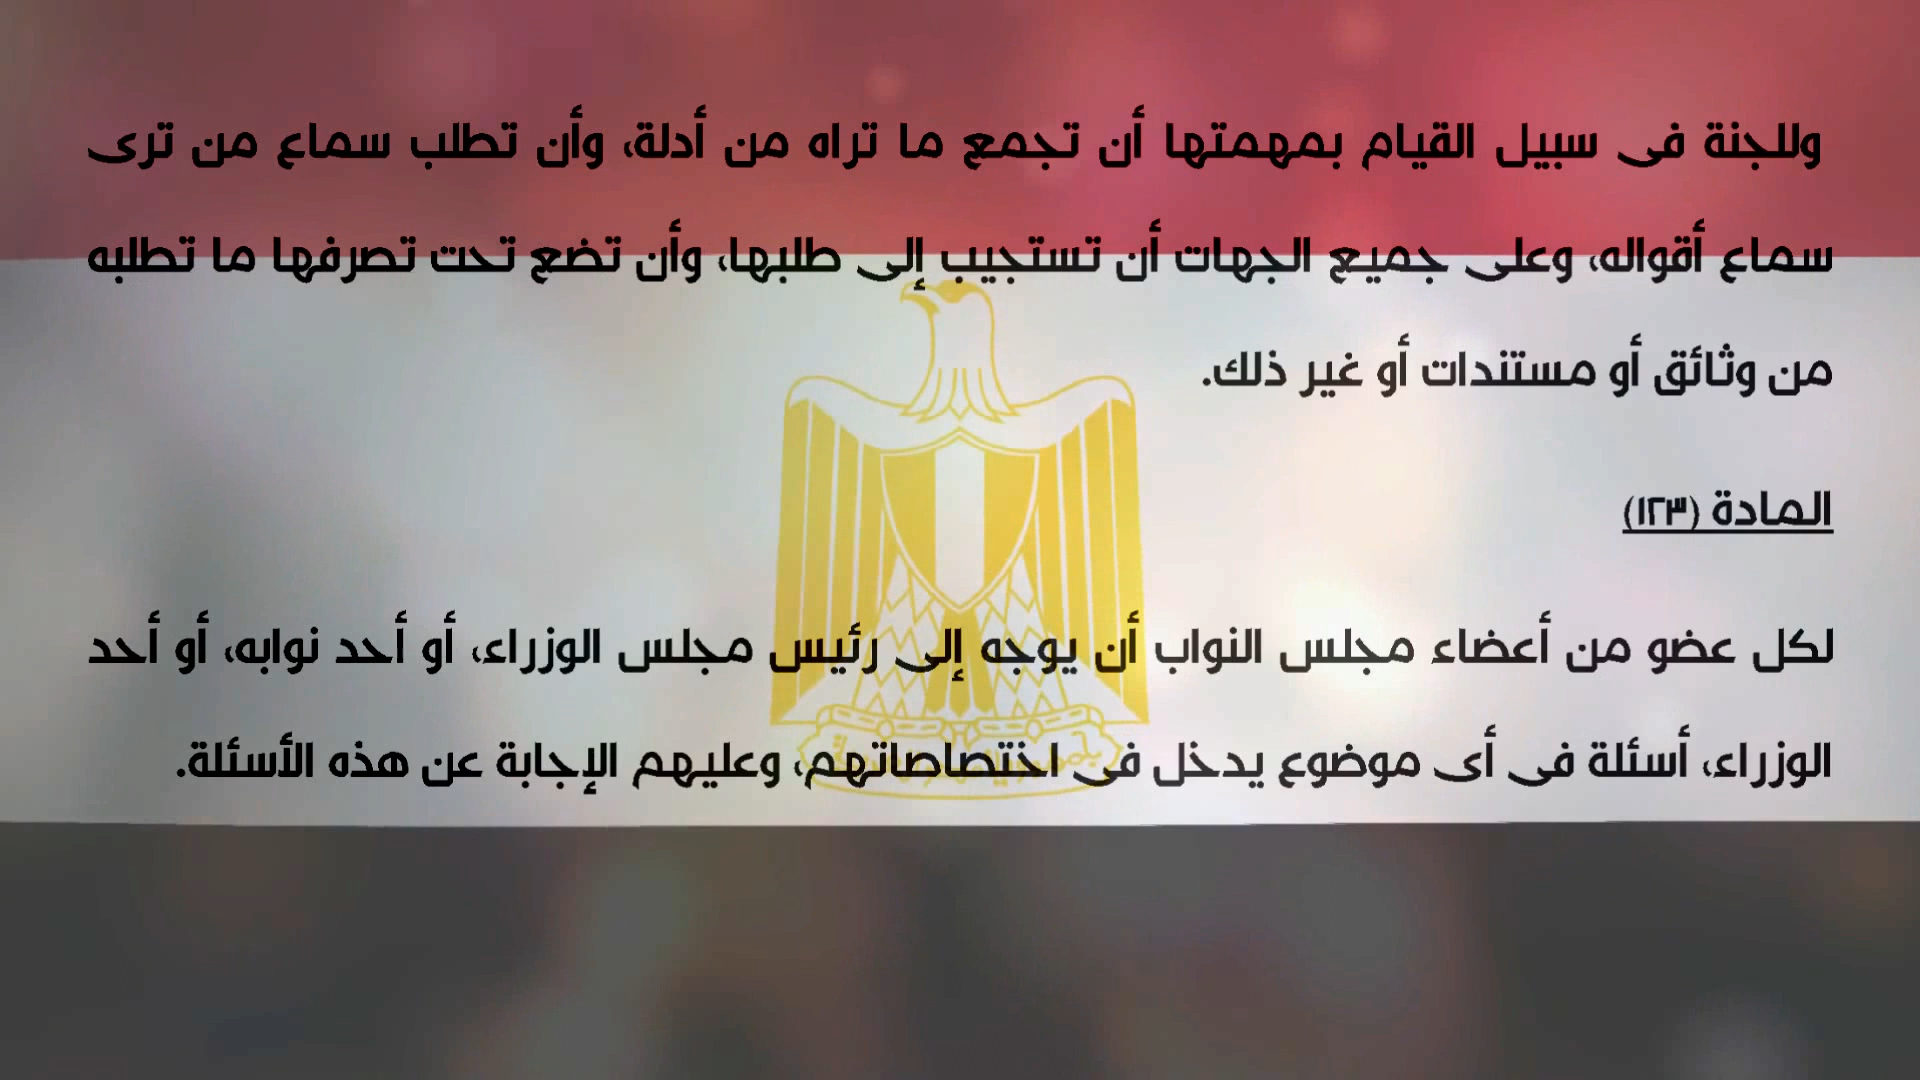 وللجنة فى سبيل القيام بمهمتها أن تجمع ما تراه من أدلة، وأن تطلب سماع من ترى
سماع أقواله، وعلى جميع الجهات أن تستجيب إلى طلبها، وأن تضع تحت تصرفها ما تطلبه
من وثائق أو مستندات أو غير ذلك.
المادة (١٢٣)
لكل عضو من أعضاء مجلس النواب أن يوجه إلى رئيس مجلس الوزراء، أو أحد نوابه، أو أحد
الوزراء، أسئلة فى أى موضوع يدخل فى اختصاصاتهم، وعليهم الإجابة عن هذه الأسئلة.